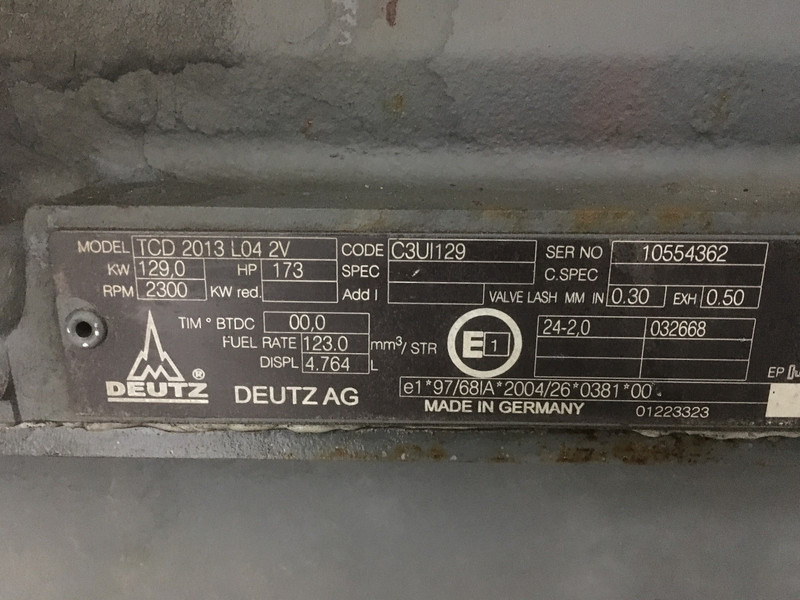 MODEL TCD 2013 L04 2V CODE C3UI129 SER NO 10554362
KW 129,0 HP 173 SPEC C.SPEC
RPM 2300 KW red. Add I VALVE LASH MM IN 0.30 EXH 0.50
TIM ° BTDC 00,0 E 1 24-2,0 032668
FUEL RATE 123.0 mm³/ STR
DISPL 4.764 L EP
DEUTZ ® DEUTZ AG e1*97/68IA*2004/26*0381*00
MADE IN GERMANY 01223323